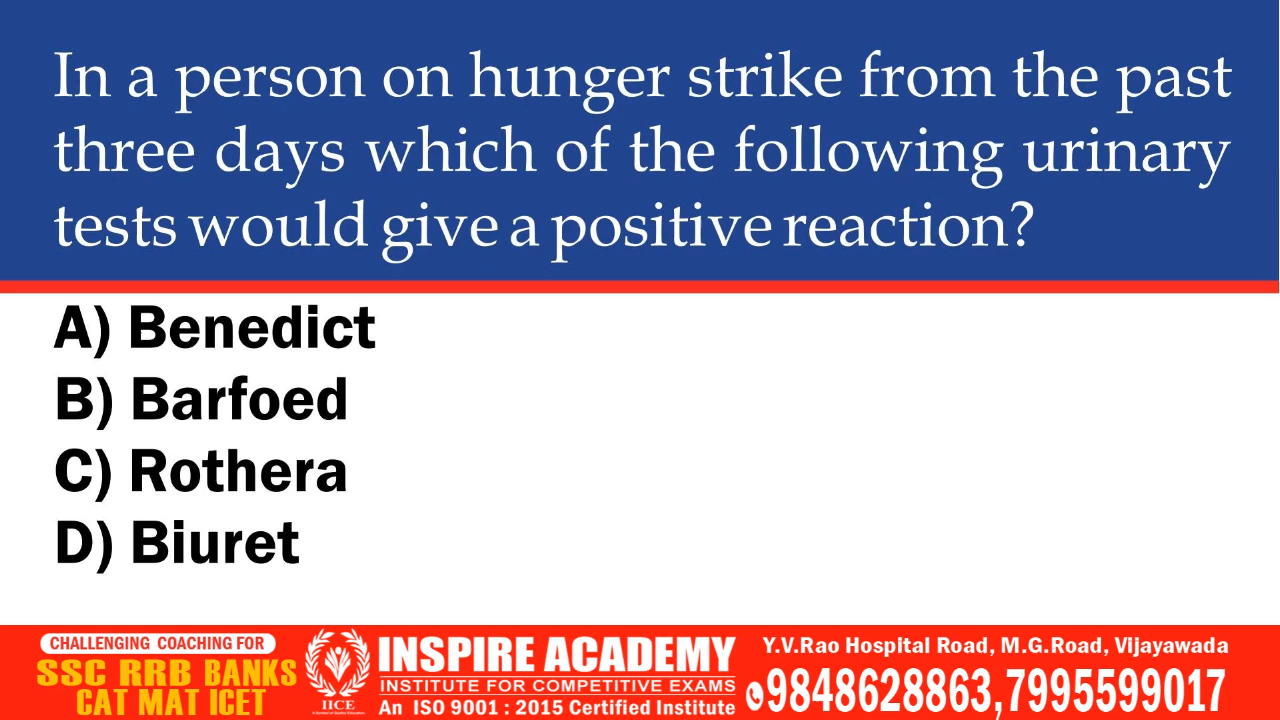 In a person on hunger strike from the past
three days which of the following urinary
tests would give a positive reaction?
A) Benedict
B) Barfoed
C) Rothera
D) Biuret
CHALLENGING COACHING FOR
SSC RRB BANKS
CAT MAT ICET
IICE
INSPIRE ACADEMY
INSTITUTE FOR COMPETITIVE EXAMS
An ISO 9001 : 2015 Certified Institute
Y.V.Rao Hospital Road, M.G.Road, Vijayawada
9848628863,7995599017